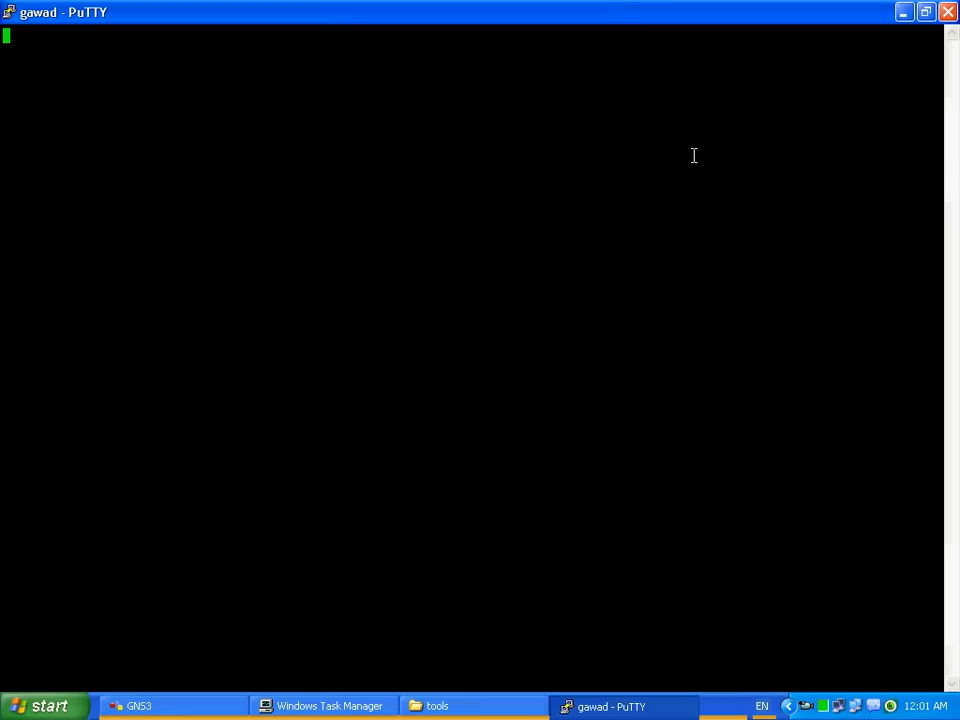 gawad - PuTTY
start
GNS3
Windows Task Manager
tools
gawad - PuTTY
EN
12:01 AM